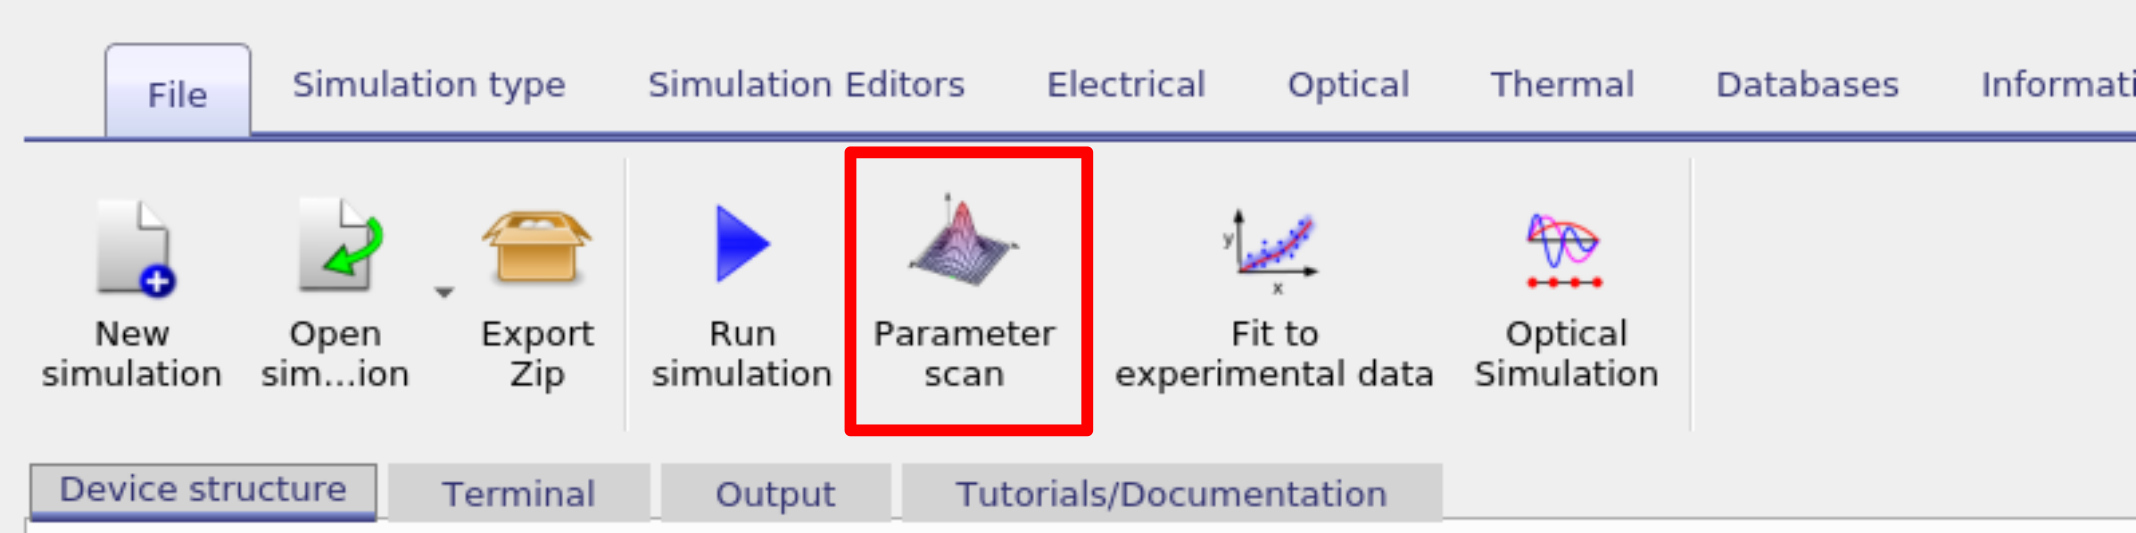 File Simulation type Simulation Editors Electrical Optical Thermal Databases Informati
New simulation
Open sim...ion
Export Zip
Run simulation
Parameter scan
y
x
Fit to experimental data
Optical Simulation
Device structure Terminal Output Tutorials/Documentation